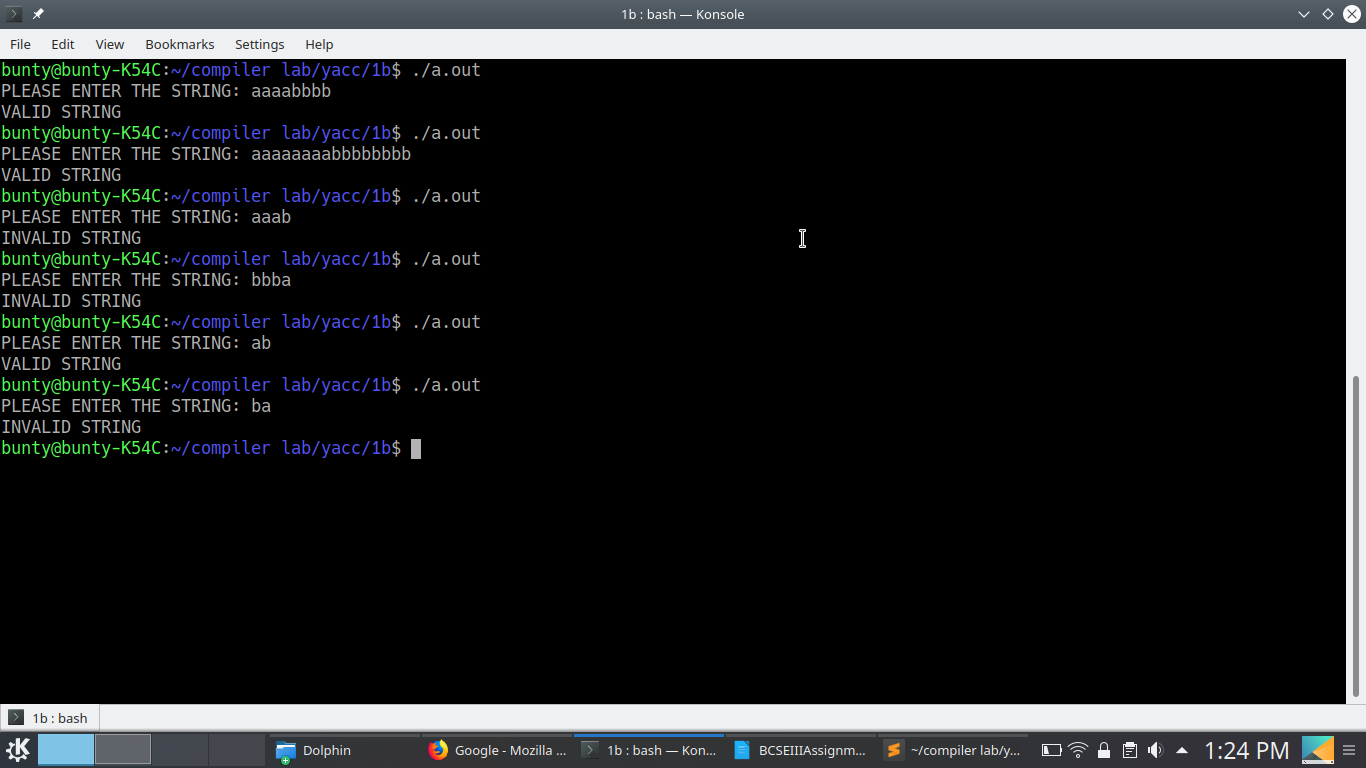 1b : bash — Konsole
File Edit View Bookmarks Settings Help
bunty@bunty-K54C:~/compiler lab/yacc/1b$ ./a.out
PLEASE ENTER THE STRING: aaaabbbb
VALID STRING
bunty@bunty-K54C:~/compiler lab/yacc/1b$ ./a.out
PLEASE ENTER THE STRING: aaaaaaaabbbbbbbb
VALID STRING
bunty@bunty-K54C:~/compiler lab/yacc/1b$ ./a.out
PLEASE ENTER THE STRING: aaab
INVALID STRING
bunty@bunty-K54C:~/compiler lab/yacc/1b$ ./a.out
PLEASE ENTER THE STRING: bbba
INVALID STRING
bunty@bunty-K54C:~/compiler lab/yacc/1b$ ./a.out
PLEASE ENTER THE STRING: ab
VALID STRING
bunty@bunty-K54C:~/compiler lab/yacc/1b$ ./a.out
PLEASE ENTER THE STRING: ba
INVALID STRING
bunty@bunty-K54C:~/compiler lab/yacc/1b$
1b : bash
Dolphin Google - Mozilla ... 1b : bash — Kon... BCSEIIIAssignm... ~/compiler lab/y... 1:24 PM